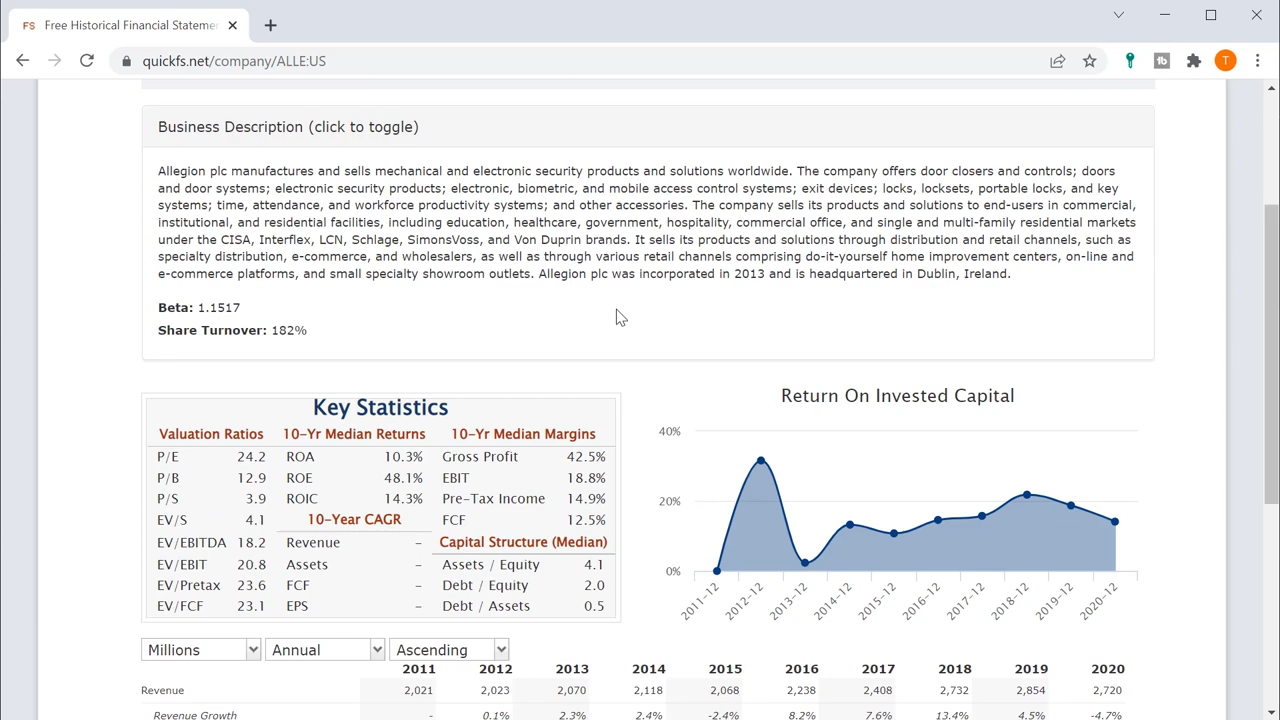 FS Free Historical Financial Stateme
quickfs.net/company/ALLE:US
T
Business Description (click to toggle)
Allegion plc manufactures and sells mechanical and electronic security products and solutions worldwide. The company offers door closers and controls; doors
and door systems; electronic security products; electronic, biometric, and mobile access control systems; exit devices; locks, locksets, portable locks, and key
systems; time, attendance, and workforce productivity systems; and other accessories. The company sells its products and solutions to end-users in commercial,
institutional, and residential facilities, including education, healthcare, government, hospitality, commercial office, and single and multi-family residential markets
under the CISA, Interflex, LCN, Schlage, SimonsVoss, and Von Duprin brands. It sells its products and solutions through distribution and retail channels, such as
specialty distribution, e-commerce, and wholesalers, as well as through various retail channels comprising do-it-yourself home improvement centers, on-line and
e-commerce platforms, and small specialty showroom outlets. Allegion plc was incorporated in 2013 and is headquartered in Dublin, Ireland.
Beta: 1.1517
Share Turnover: 182%
Key Statistics
Valuation Ratios 10-Yr Median Returns 10-Yr Median Margins
P/E 24.2 ROA 10.3% Gross Profit 42.5%
P/B 12.9 ROE 48.1% EBIT 18.8%
P/S 3.9 ROIC 14.3% Pre-Tax Income 14.9%
EV/S 4.1 10-Year CAGR FCF 12.5%
EV/EBITDA 18.2 Revenue - Capital Structure (Median)
EV/EBIT 20.8 Assets - Assets / Equity 4.1
EV/Pretax 23.6 FCF - Debt / Equity 2.0
EV/FCF 23.1 EPS - Debt / Assets 0.5
Return On Invested Capital
40%
20%
0%
2011-12 2012-12 2013-12 2014-12 2015-12 2016-12 2017-12 2018-12 2019-12 2020-12
Millions Annual Ascending
2011 2012 2013 2014 2015 2016 2017 2018 2019 2020
Revenue 2,021 2,023 2,070 2,118 2,068 2,238 2,408 2,732 2,854 2,720
Revenue Growth - 0.1% 2.3% 2.4% -2.4% 8.2% 7.6% 13.4% 4.5% -4.7%